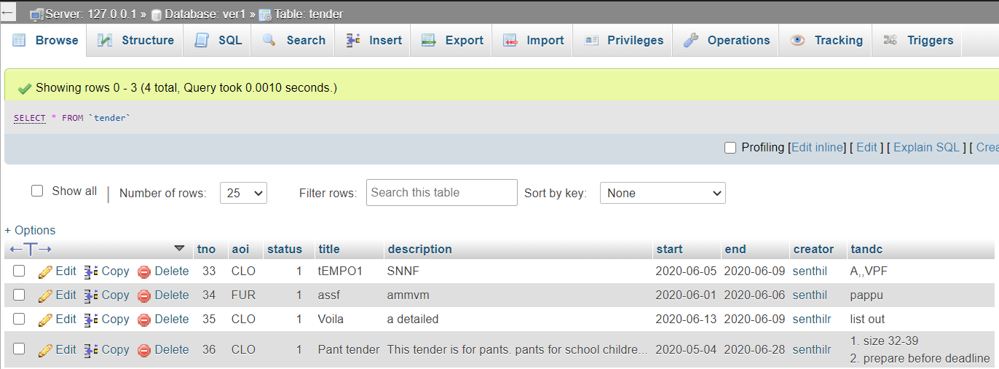 Server: 127.0.0.1 » Database: ver1 » Table: tender
Browse Structure SQL Search Insert Export Import Privileges Operations Tracking Triggers
Showing rows 0 - 3 (4 total, Query took 0.0010 seconds.)
SELECT * FROM `tender`
Profiling [Edit inline] [ Edit ] [ Explain SQL ] [ Crea
Show all | Number of rows: 25 Filter rows: Search this table Sort by key: None
+ Options
←T→ tno aoi status title description start end creator tandc
Edit Copy Delete 33 CLO 1 tEMPO1 SNNF 2020-06-05 2020-06-09 senthil A,,VPF
Edit Copy Delete 34 FUR 1 assf ammvm 2020-06-01 2020-06-06 senthil pappu
Edit Copy Delete 35 CLO 1 Voila a detailed 2020-06-13 2020-06-09 senthilr list out
Edit Copy Delete 36 CLO 1 Pant tender This tender is for pants. pants for school childre... 2020-05-04 2020-06-28 senthilr 1. size 32-39
2. prepare before deadline